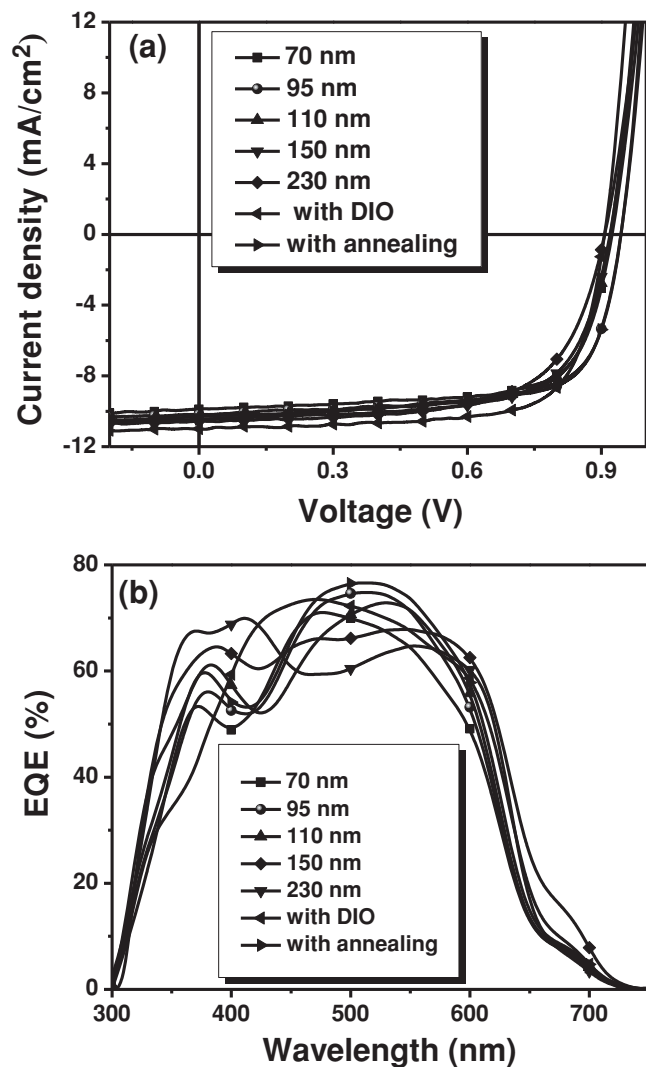 (a)
12
8
4
0
-4
-8
-12
Current density (mA/cm²)
70 nm
95 nm
110 nm
150 nm
230 nm
with DIO
with annealing
0.0 0.3 0.6 0.9
Voltage (V)
(b)
80
60
40
20
0
EQE (%)
70 nm
95 nm
110 nm
150 nm
230 nm
with DIO
with annealing
300 400 500 600 700
Wavelength (nm)